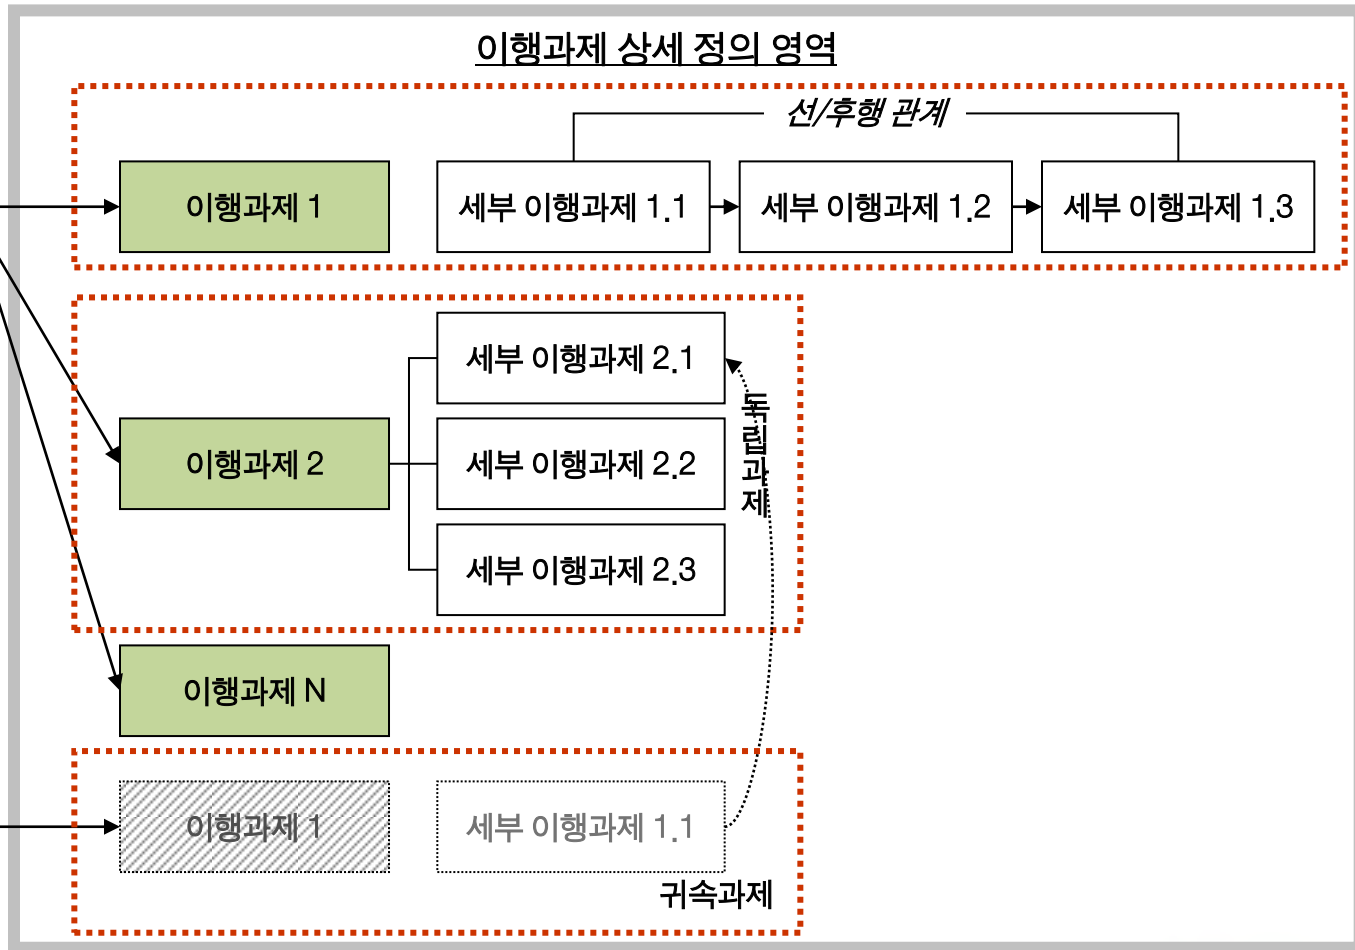 이행과제 상세 정의 영역
선/후행 관계
이행과제 1
세부 이행과제 1.1
세부 이행과제 1.2
세부 이행과제 1.3
세부 이행과제 2.1
독립과제
이행과제 2
세부 이행과제 2.2
세부 이행과제 2.3
이행과제 N
이행과제 1
세부 이행과제 1.1
귀속과제